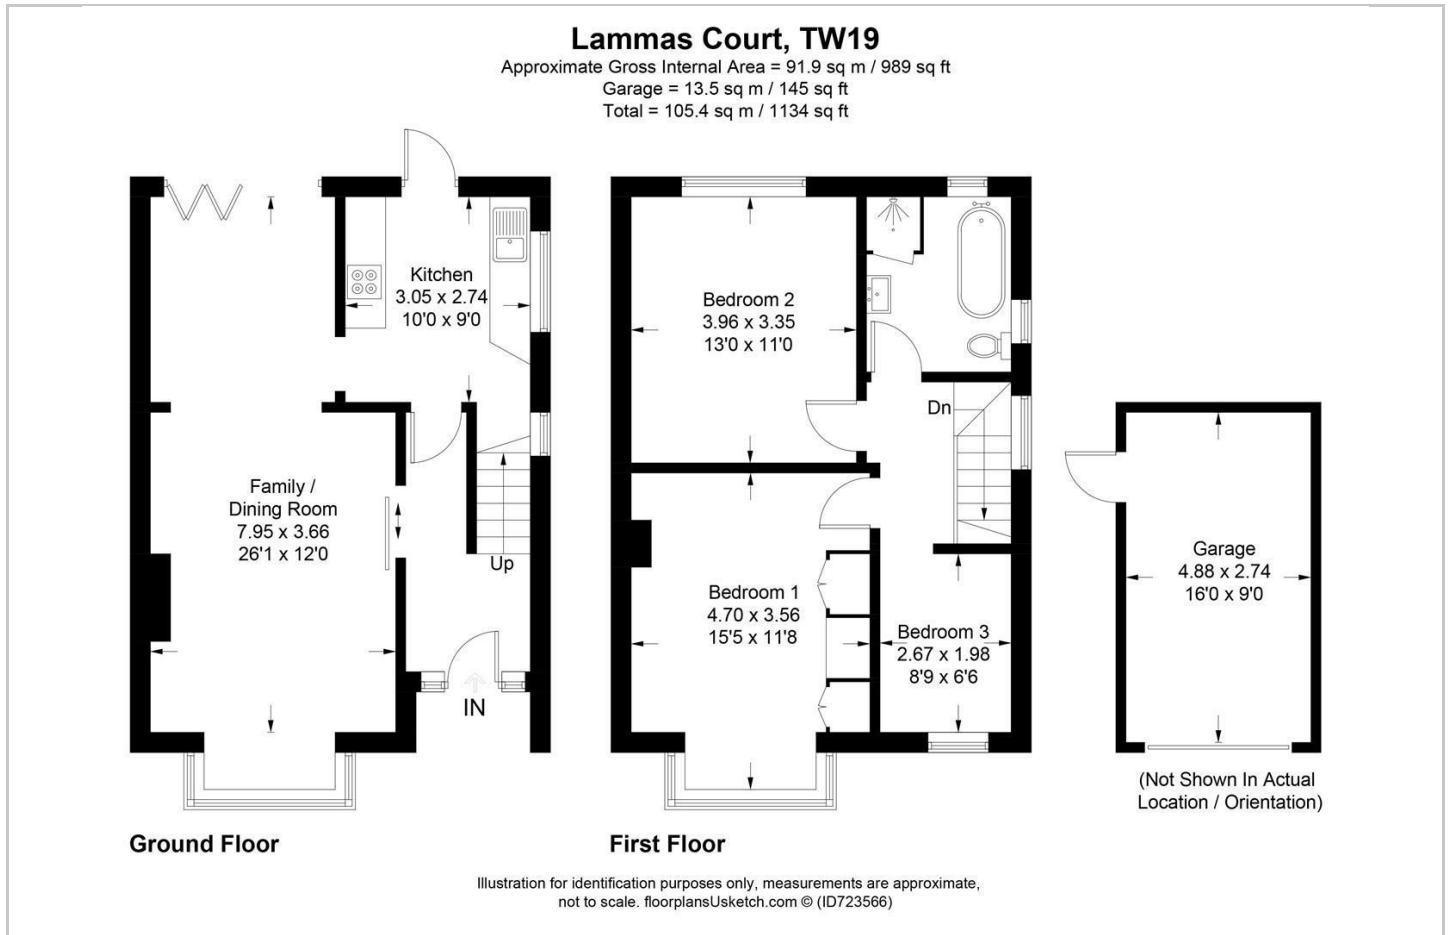 Lammas Court, TW19
Approximate Gross Internal Area = 91.9 sq m / 989 sq ft
Garage = 13.5 sq m / 145 sq ft
Total = 105.4 sq m / 1134 sq ft
Kitchen
3.05 x 2.74
10'0 x 9'0
Family /
Dining Room
7.95 x 3.66
26'1 x 12'0
Up
IN
Ground Floor
Bedroom 2
3.96 x 3.35
13'0 x 11'0
Dn
Bedroom 1
4.70 x 3.56
15'5 x 11'8
Bedroom 3
2.67 x 1.98
8'9 x 6'6
First Floor
Garage
4.88 x 2.74
16'0 x 9'0
(Not Shown In Actual
Location / Orientation)
Illustration for identification purposes only, measurements are approximate,
not to scale. floorplansUsketch.com © (ID723566)